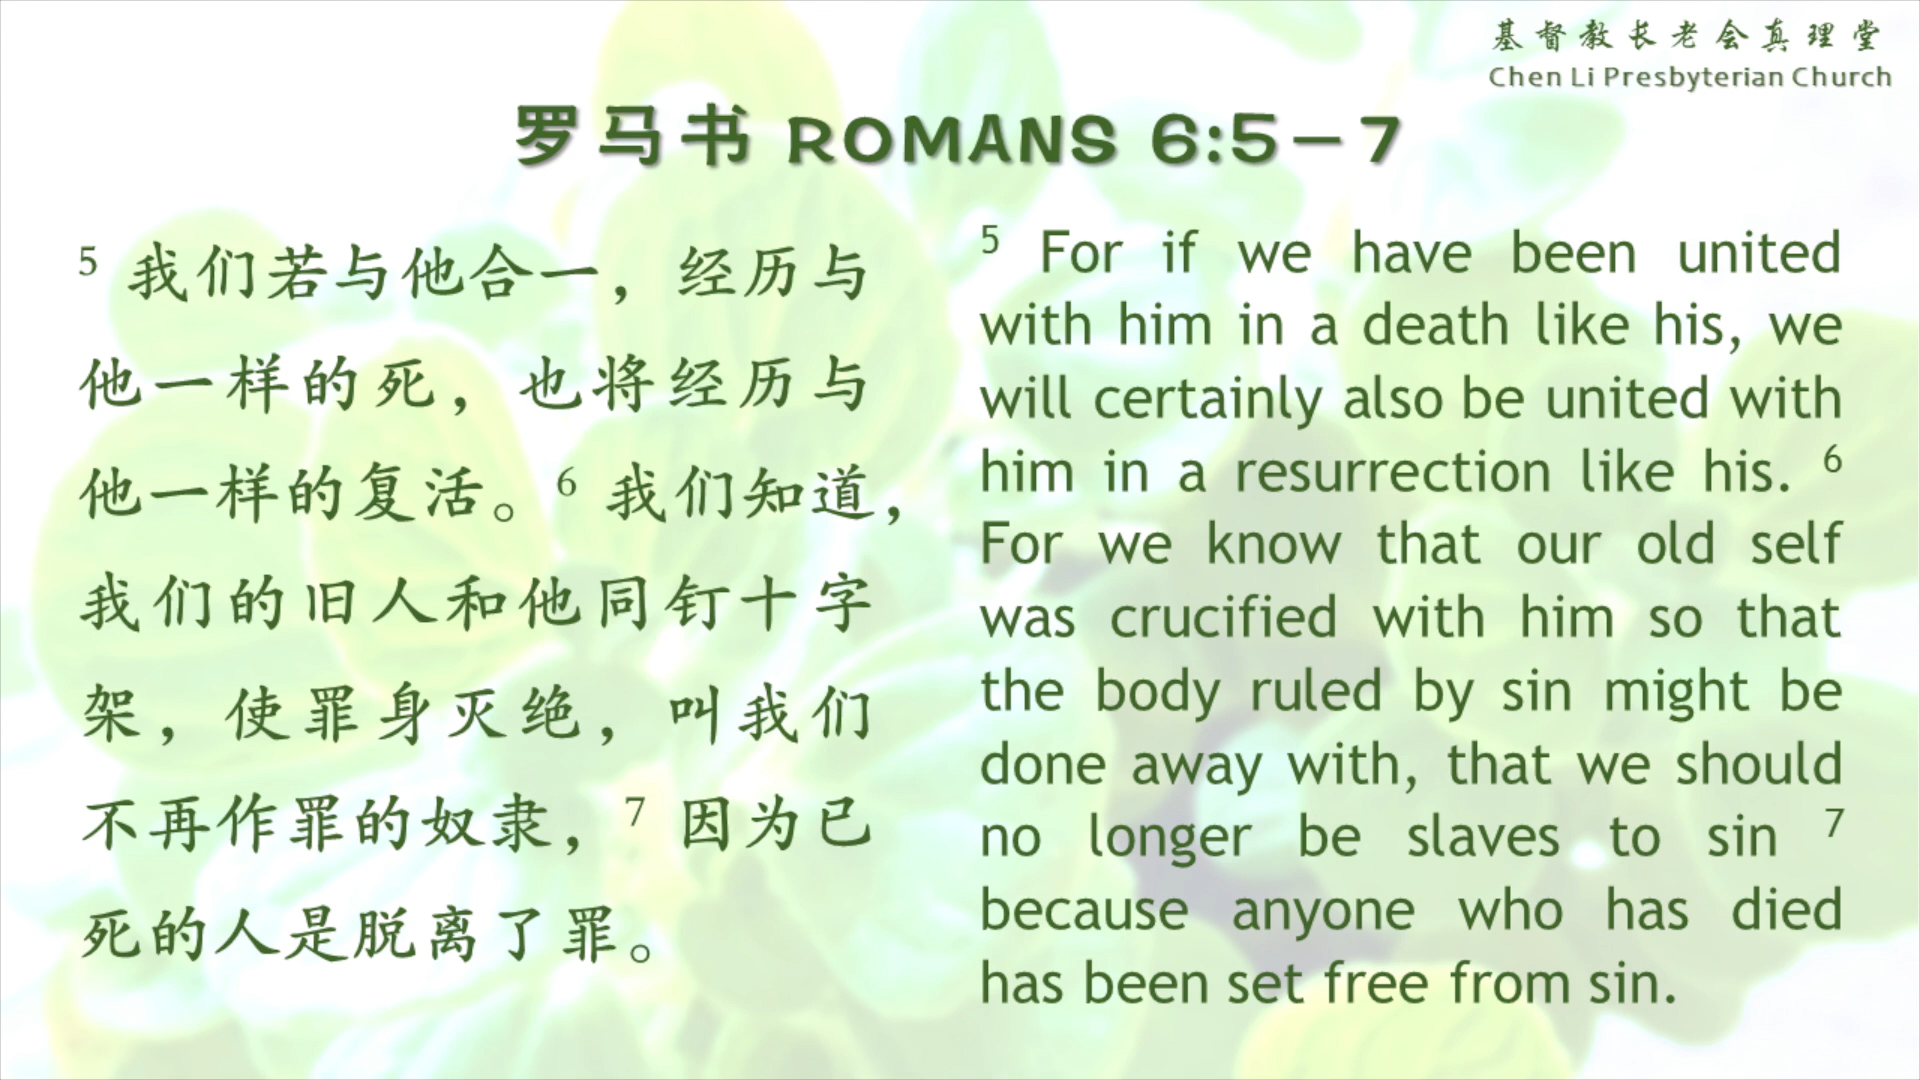 基督教长老会真理堂
Chen Li Presbyterian Church
罗马书 ROMANS 6:5–7
5 我们若与他合一，经历与
他一样的死，也将经历与
他一样的复活。6 我们知道，
我们的旧人和他同钉十字
架，使罪身灭绝，叫我们
不再作罪的奴隶，7 因为已
死的人是脱离了罪。
5 For if we have been united
with him in a death like his, we
will certainly also be united with
him in a resurrection like his. 6
For we know that our old self
was crucified with him so that
the body ruled by sin might be
done away with, that we should
no longer be slaves to sin 7
because anyone who has died
has been set free from sin.